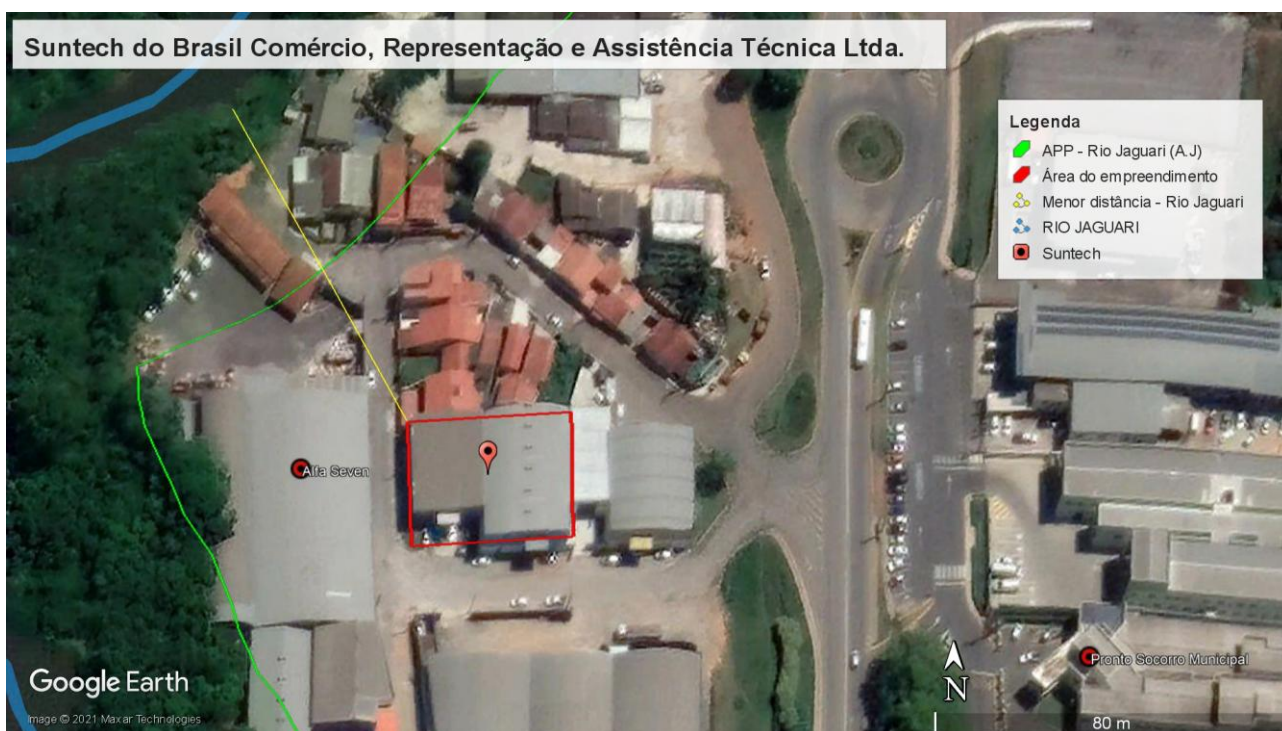 Suntech do Brasil Comércio, Representação e Assistência Técnica Ltda.
Legenda
APP - Rio Jaguari (A.J)
Área do empreendimento
Menor distância - Rio Jaguari
RIO JAGUARI
Suntech
Alfa Seven
Pronto Socorro Municipal
Google Earth
N
Image © 2021 Maxar Technologies
80 m